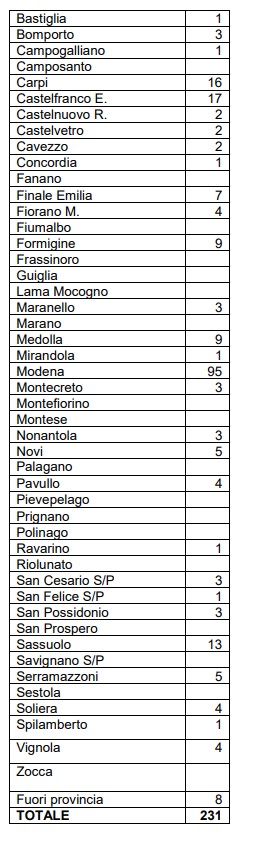 Bastiglia 1
Bomporto 3
Campogalliano 1
Camposanto
Carpi 16
Castelfranco E. 17
Castelnuovo R. 2
Castelvetro 2
Cavezzo 2
Concordia 1
Fanano
Finale Emilia 7
Fiorano M. 4
Fiumalbo
Formigine 9
Frassinoro
Guiglia
Lama Mocogno
Maranello 3
Marano
Medolla 9
Mirandola 1
Modena 95
Montecreto 3
Montefiorino
Montese
Nonantola 3
Novi 5
Palagano
Pavullo 4
Pievepelago
Prignano
Polinago
Ravarino 1
Riolunato
San Cesario S/P 3
San Felice S/P 1
San Possidonio 3
San Prospero
Sassuolo 13
Savignano S/P
Serramazzoni 5
Sestola
Soliera 4
Spilamberto 1
Vignola 4
Zocca
Fuori provincia 8
TOTALE 231